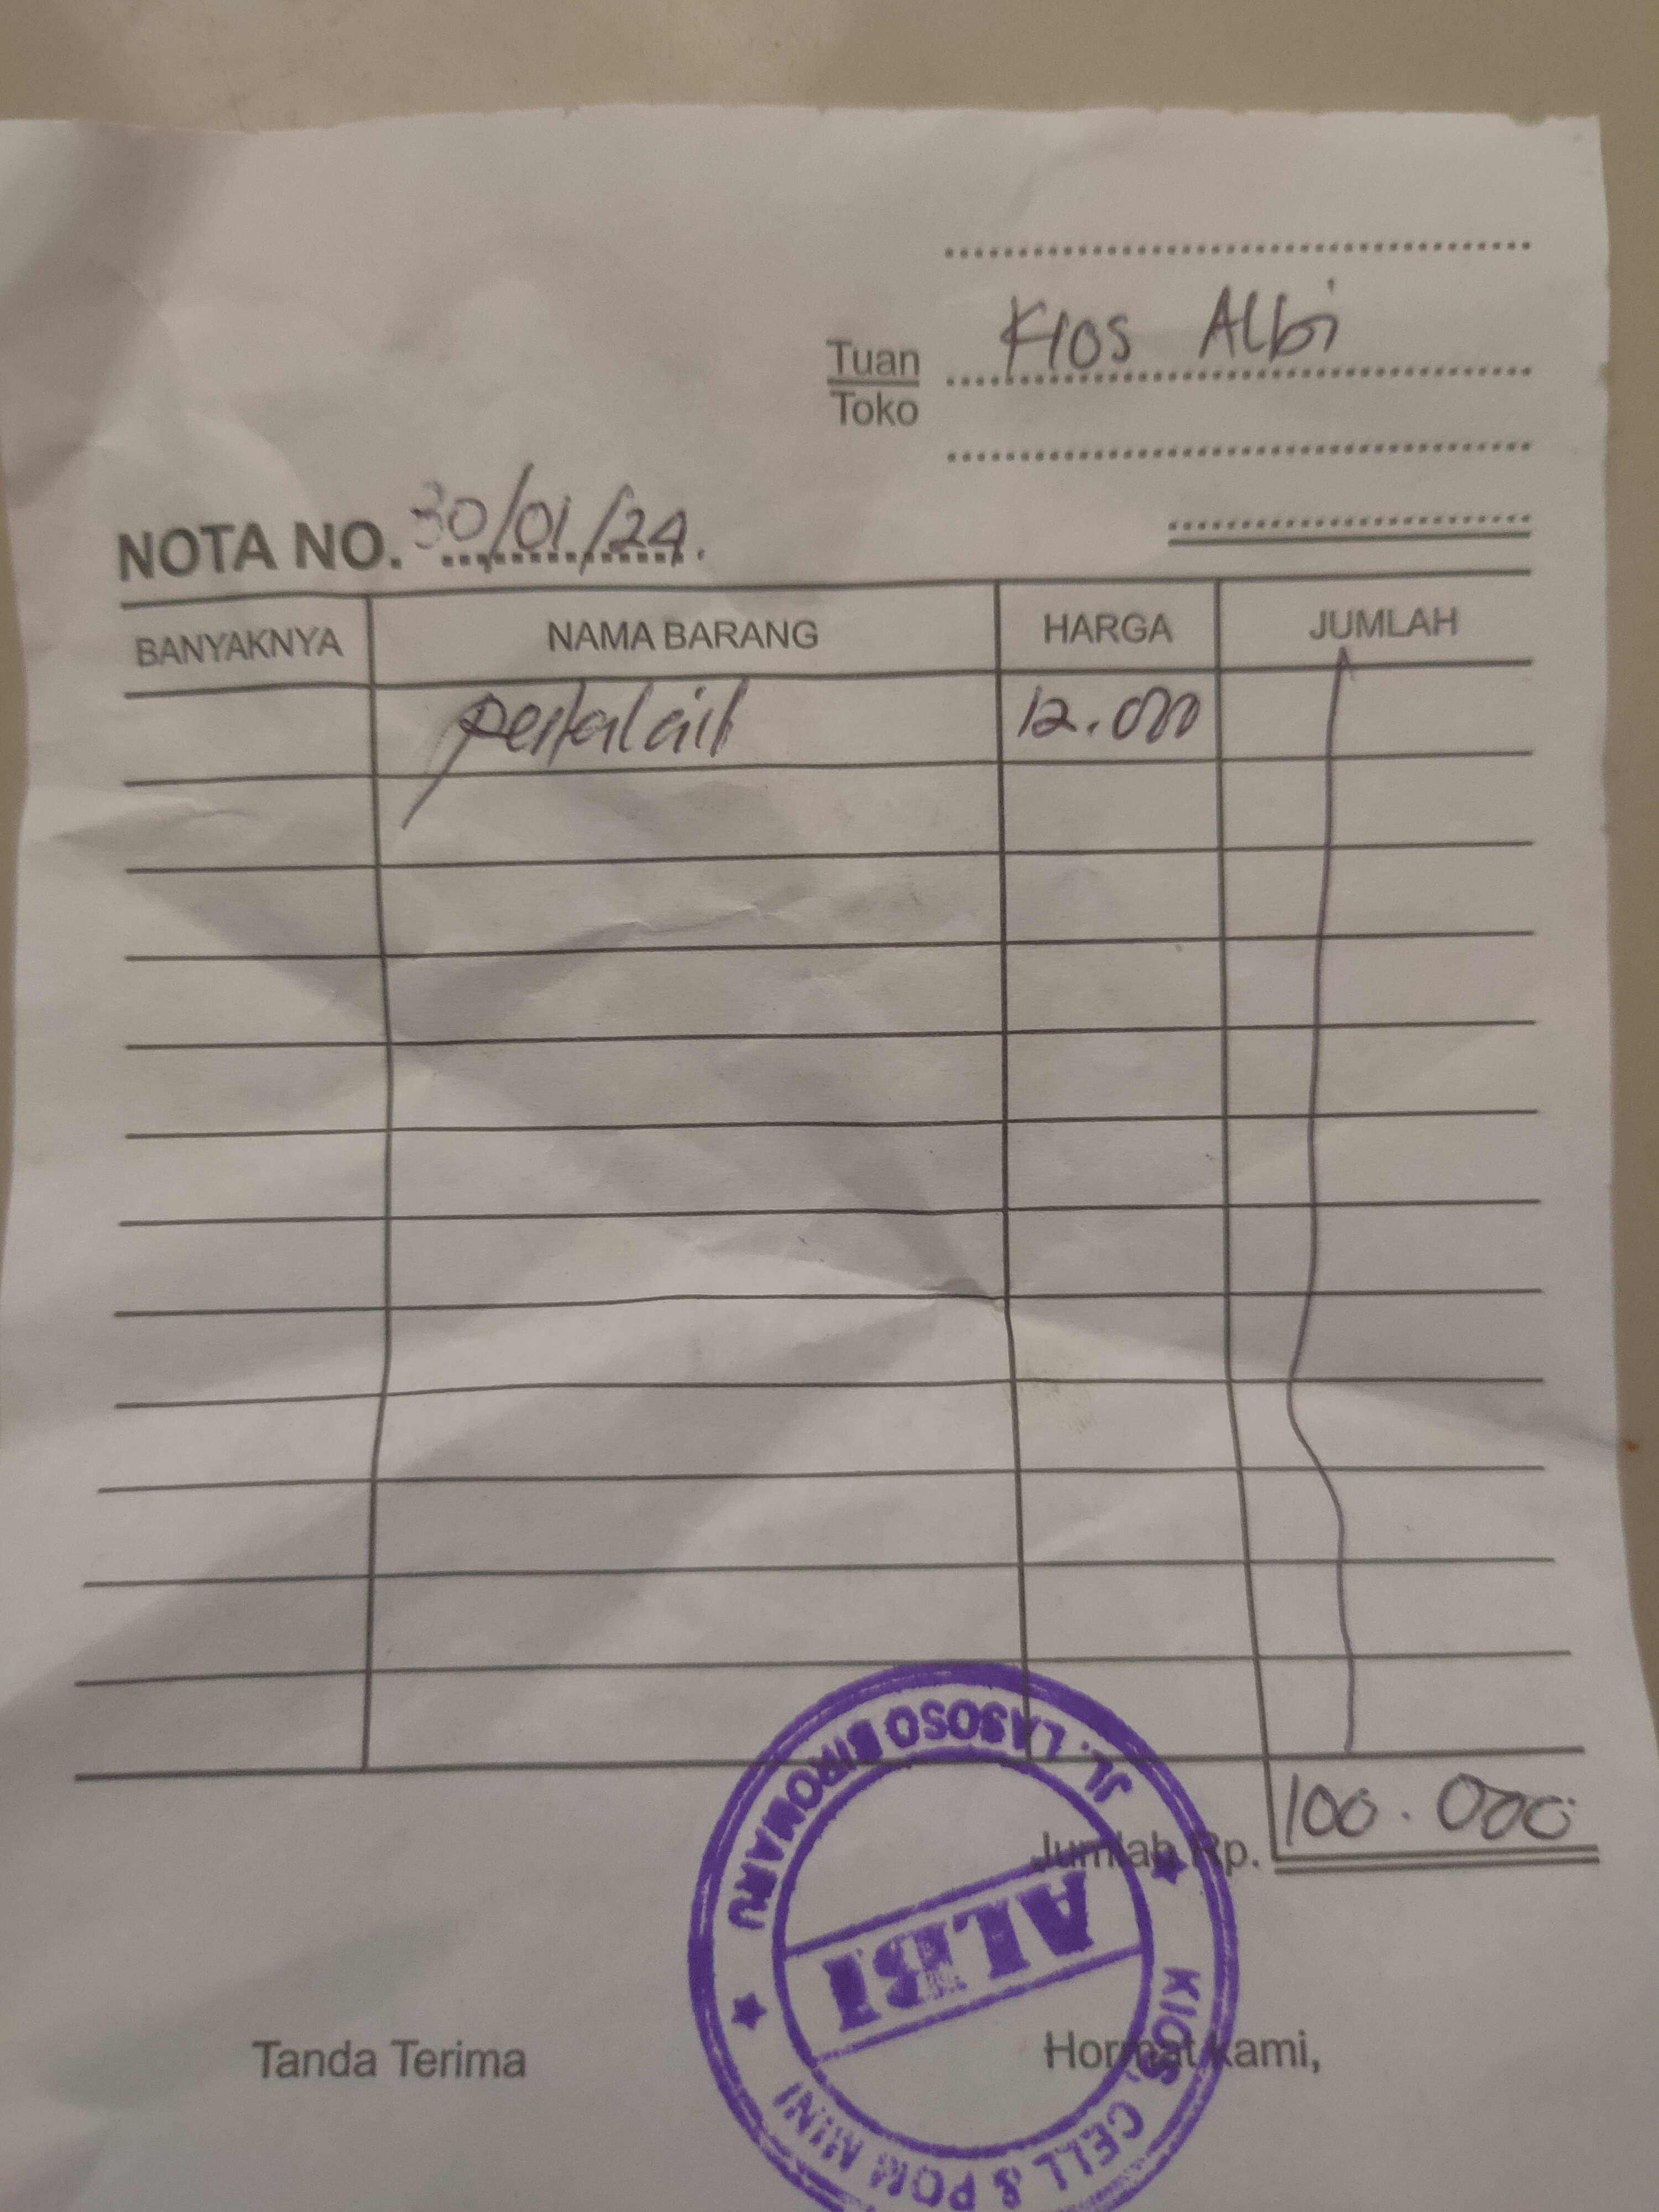 Kios Albi
Tuan
Toko
NOTA NO. 30/01/24.
BANYAKNYA NAMA BARANG HARGA JUMLAH
pertalait 12.000
Jumlah Rp. 100.000
Tanda Terima Hormat kami,
JL. LASOSO BIROMARU
ALBI
KIOS, CELL & POM MINI